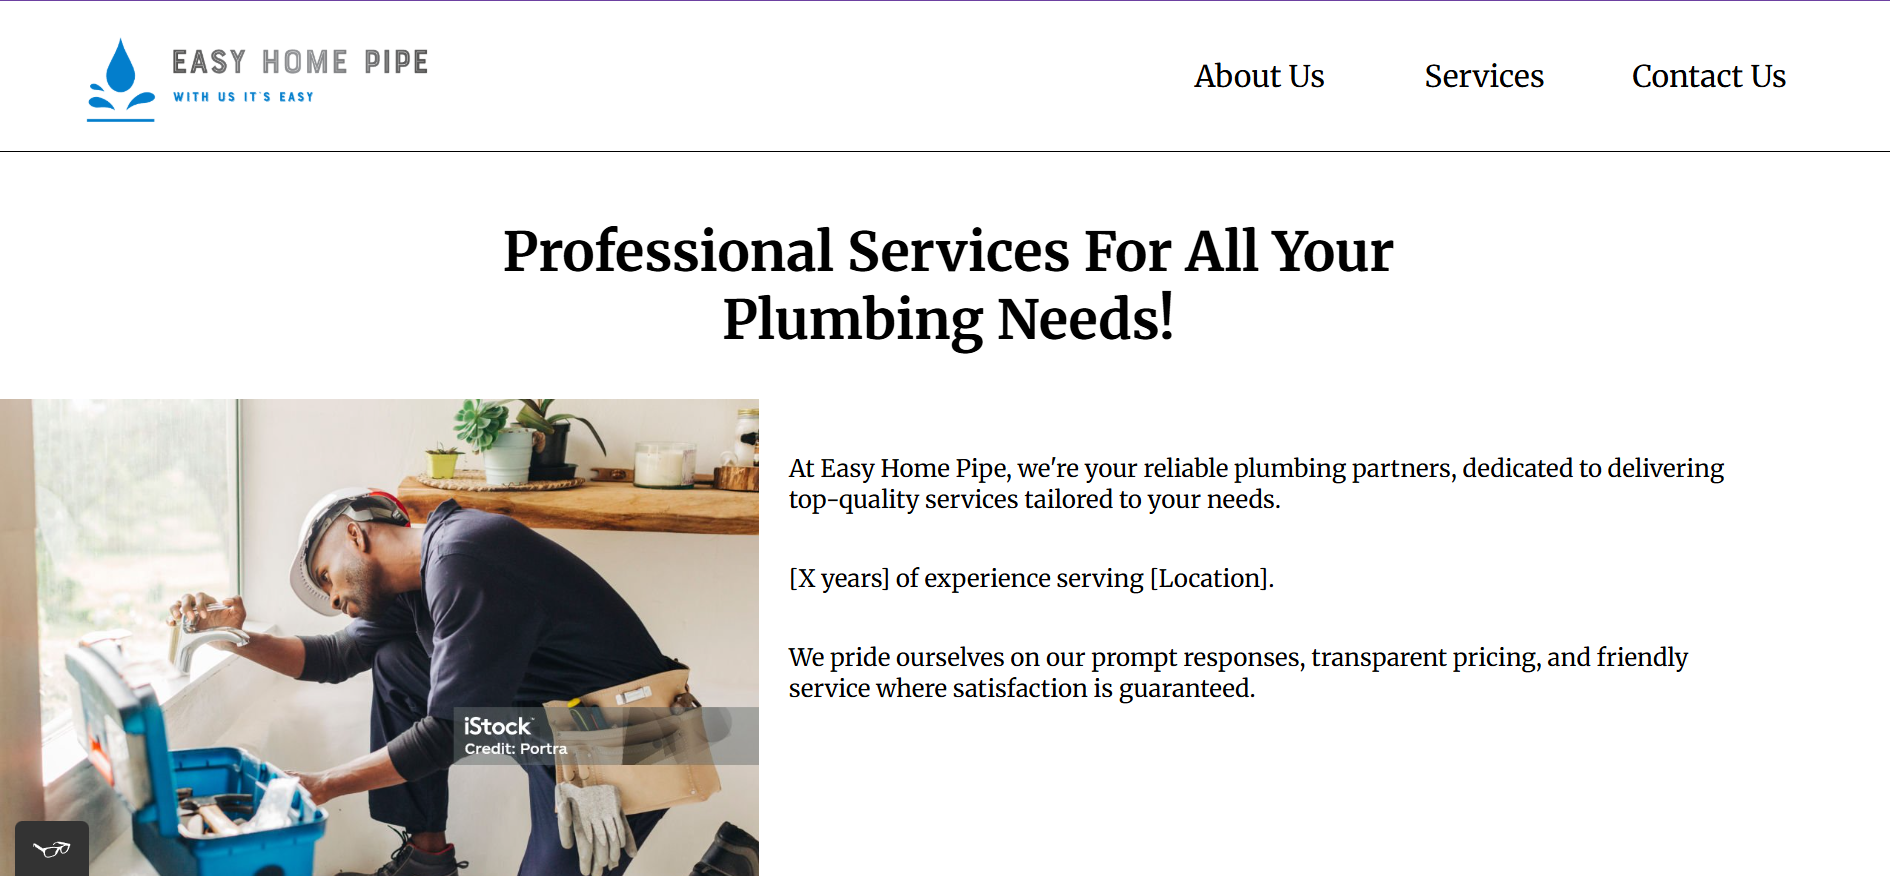 EASY HOME PIPE
WITH US IT'S EASY
About Us
Services
Contact Us
Professional Services For All Your
Plumbing Needs!
At Easy Home Pipe, we're your reliable plumbing partners, dedicated to delivering
top-quality services tailored to your needs.
[X years] of experience serving [Location].
We pride ourselves on our prompt responses, transparent pricing, and friendly
service where satisfaction is guaranteed.
iStock
Credit: Portra